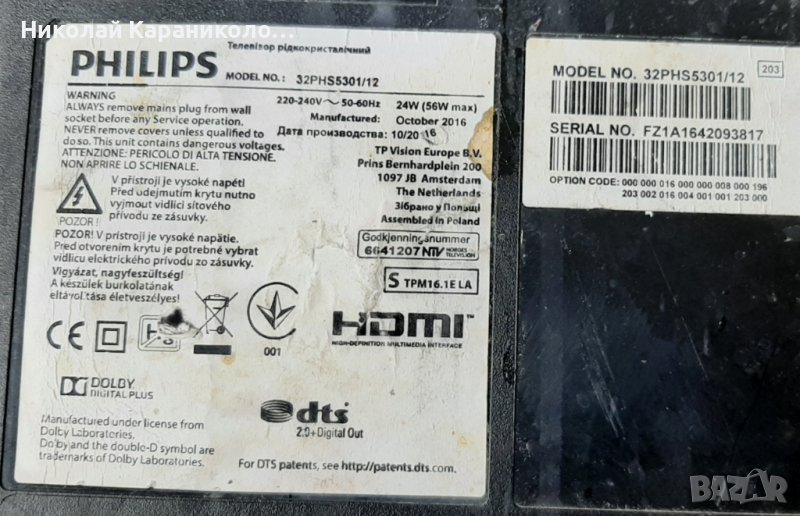 Николай Караниколо...
Телевізор рідкокристалічний
PHILIPS
MODEL NO.: 32PHS5301/12
WARNING
ALWAYS remove mains plug from wall
socket before any Service operation.
NEVER remove covers unless qualified to
do so. This unit contains dangerous voltages.
ATTENZIONE: PERICOLO DI ALTA TENSIONE.
NON APRIRE LO SCHIENALE.
220-240V ~ 50-60Hz 24W (56W max)
Manufactured: October 2016
Дата производства: 10/2016
TP Vision Europe B.V.
Prins Bernhardplein 200
1097 JB Amsterdam
The Netherlands
Зібрано у Польщі
Assembled in Poland
V přístroji je vysoké napětí
Před udejmutím krytu nutno
vyjmout vidlici síťového
přívodu ze zásuvky.
POZOR!
POZOR! V prístroji je vysoké napätie.
Pred otvorením krytu je potrebné vybrat
vidlicu elektrického prívodu zo zásuvky.
Vigyázat, nagyfeszültség!
A készülek burkolatának
eltávolítása életveszélyes!
Godkjenningsnummer
6641207 NTV NORGES TELEVISION
S TPM16.1E LA
CE
001
HDMI
HIGH-DEFINITION MULTIMEDIA INTERFACE
DOLBY
DIGITAL PLUS
Manufactured under license from
Dolby Laboratories.
Dolby and the double-D symbol are
trademarks of Dolby Laboratories.
dts
2.0+Digital Out
For DTS patents, see http://patents.dts.com.
MODEL NO. 32PHS5301/12
203
SERIAL NO. FZ1A1642093817
OPTION CODE: 000 000 016 000 000 008 000 196
203 002 016 004 001 001 203 000
BAZAR